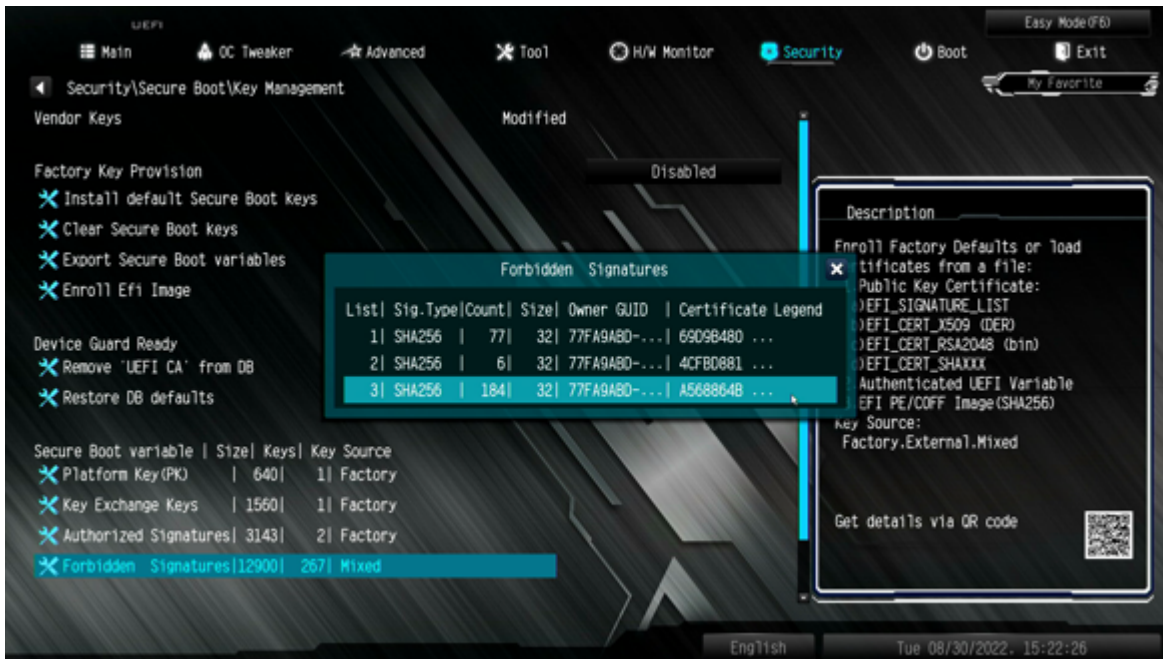 UEFI
Easy Mode(F6)
Main OC Tweaker Advanced Tool H/W Monitor Security Boot Exit
Security\Secure Boot\Key Management
My Favorite
Vendor Keys Modified
Factory Key Provision Disabled
Install default Secure Boot keys
Clear Secure Boot keys
Export Secure Boot variables
Enroll Efi Image
Device Guard Ready
Remove 'UEFI CA' from DB
Restore DB defaults
Secure Boot variable | Size| Keys| Key Source
Platform Key(PK) | 640| 1| Factory
Key Exchange Keys | 1560| 1| Factory
Authorized Signatures| 3143| 2| Factory
Forbidden Signatures|12900| 267| Mixed
Forbidden Signatures
List| Sig.Type|Count| Size| Owner GUID | Certificate Legend
1| SHA256 | 77| 32| 77FA9ABD-...| 69D9B480 ...
2| SHA256 | 6| 32| 77FA9ABD-...| 4CFBD881 ...
3| SHA256 | 184| 32| 77FA9ABD-...| A568864B ...
Description
Enroll Factory Defaults or load
tificates from a file:
Public Key Certificate:
)EFI_SIGNATURE_LIST
)EFI_CERT_X509 (DER)
)EFI_CERT_RSA2048 (bin)
)EFI_CERT_SHAXXX
Authenticated UEFI Variable
EFI PE/COFF Image(SHA256)
Key Source:
Factory.External.Mixed
Get details via QR code
English
Tue 08/30/2022. 15:22:26